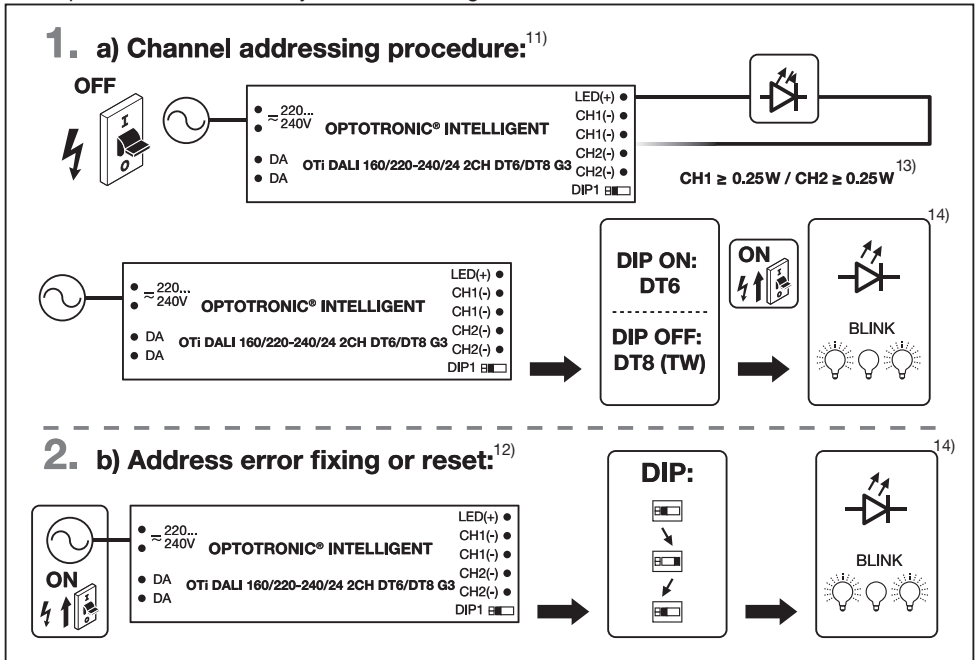 1. a) Channel addressing procedure:11)
OFF
I
O
220...
240V
OPTOTRONIC® INTELLIGENT
DA
OTi DALI 160/220-240/24 2CH DT6/DT8 G3
DA
LED(+)
CH1(-)
CH1(-)
CH2(-)
CH2(-)
DIP1
CH1 ≥ 0.25W / CH2 ≥ 0.25W 13)
220...
240V
OPTOTRONIC® INTELLIGENT
DA
OTi DALI 160/220-240/24 2CH DT6/DT8 G3
DA
LED(+)
CH1(-)
CH1(-)
CH2(-)
CH2(-)
DIP1
DIP ON:
DT6
DIP OFF:
DT8 (TW)
ON
14)
BLINK
2. b) Address error fixing or reset:12)
ON
220...
240V
OPTOTRONIC® INTELLIGENT
DA
OTi DALI 160/220-240/24 2CH DT6/DT8 G3
DA
LED(+)
CH1(-)
CH1(-)
CH2(-)
CH2(-)
DIP1
DIP:
14)
BLINK